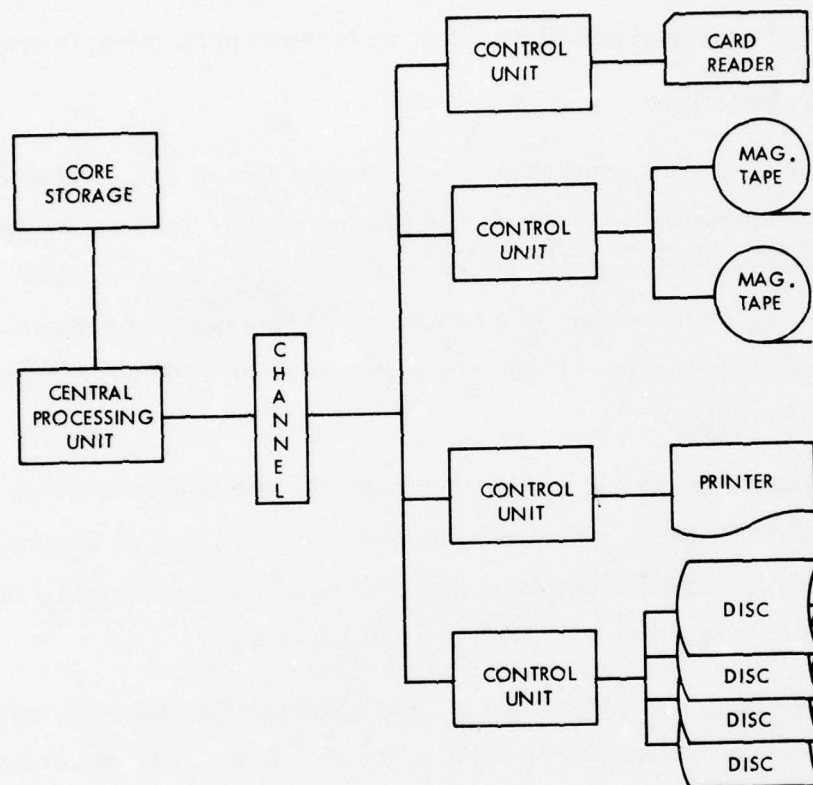 CONTROL
UNIT
CARD
READER
CORE
STORAGE
CONTROL
UNIT
MAG.
TAPE
MAG.
TAPE
CENTRAL
PROCESSING
UNIT
CHANNEL
CONTROL
UNIT
PRINTER
CONTROL
UNIT
DISC
DISC
DISC
DISC